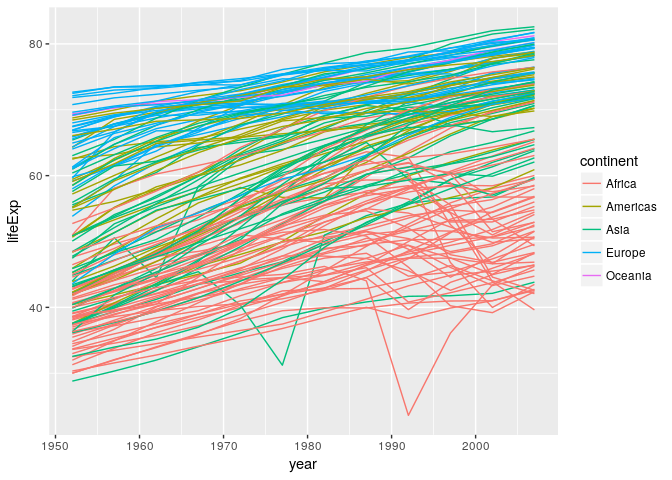 80
60
40
lifeExp
1950
1960
1970
1980
1990
2000
year
continent
Africa
Americas
Asia
Europe
Oceania